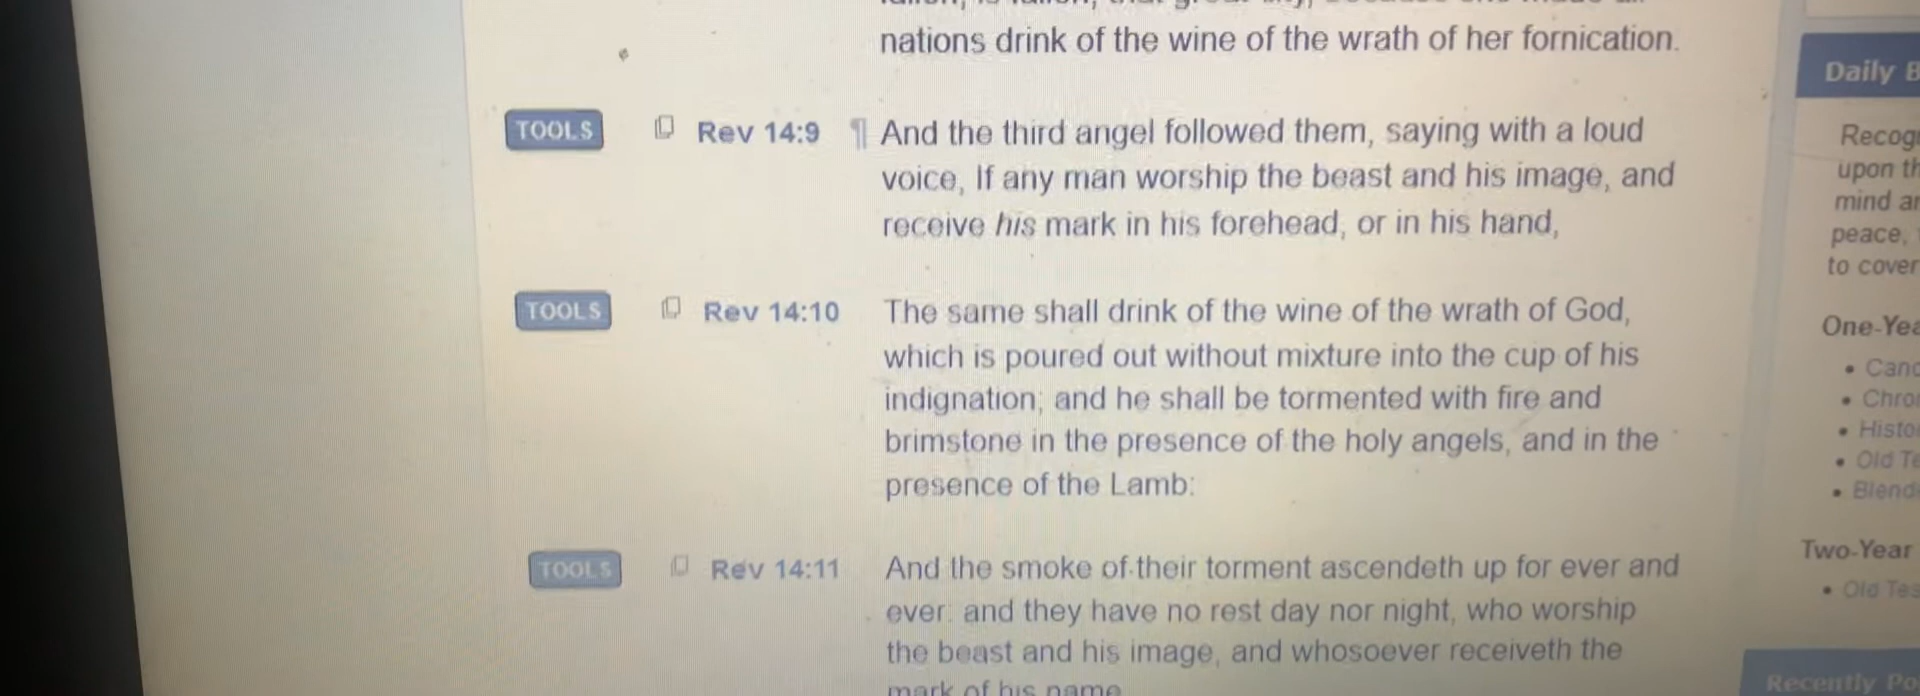 nations drink of the wine of the wrath of her fornication.
TOOLS Rev 14:9 ¶ And the third angel followed them, saying with a loud
voice, If any man worship the beast and his image, and
receive his mark in his forehead, or in his hand,
TOOLS Rev 14:10 The same shall drink of the wine of the wrath of God,
which is poured out without mixture into the cup of his
indignation; and he shall be tormented with fire and
brimstone in the presence of the holy angels, and in the
presence of the Lamb:
TOOLS Rev 14:11 And the smoke of their torment ascendeth up for ever and
ever: and they have no rest day nor night, who worship
the beast and his image, and whosoever receiveth the
mark of his name
Daily
upon
mind
peace,
to cover
Two-Year
Recently